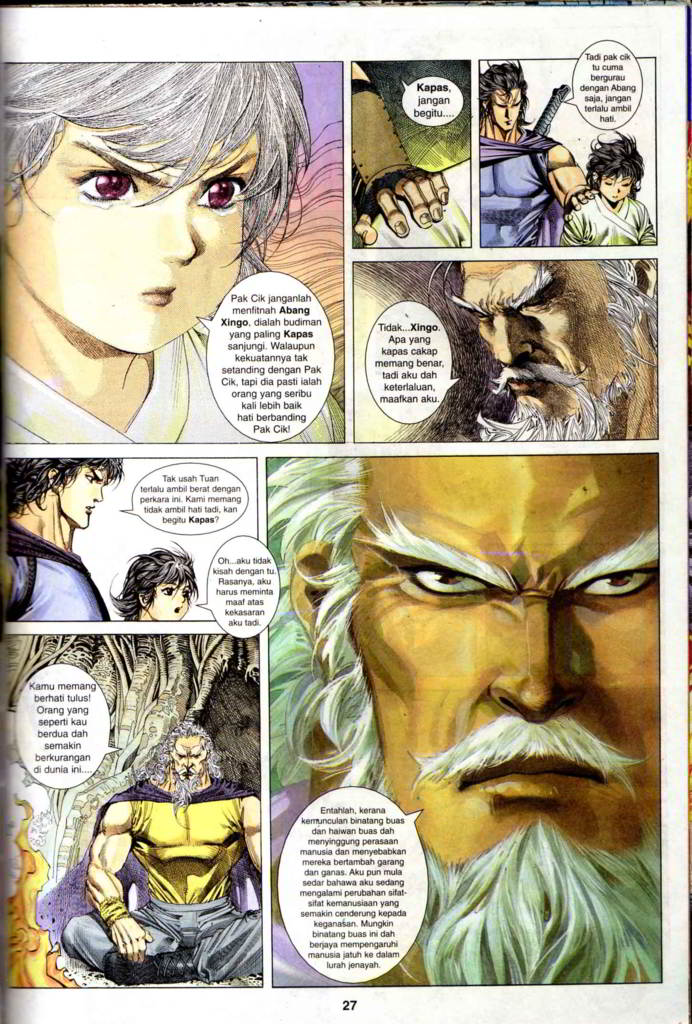 Pak Cik janganlah
menfitnah Abang
Xingo, dialah budiman
yang paling Kapas
sanjungi. Walaupun
kekuatannya tak
setanding dengan Pak
Cik, tapi dia pasti ialah
orang yang seribu
kali lebih baik
hati berbanding
Pak Cik!
Kapas,
jangan
begitu....
Tadi pak cik
tu cuma
bergurau
dengan Abang
saja, jangan
terlalu ambil
hati.
Tidak...Xingo.
Apa yang
kapas cakap
memang benar,
tadi aku dah
keterlaluan,
maafkan aku.
Tak usah Tuan
terlalu ambil berat dengan
perkara ini. Kami memang
tidak ambil hati tadi, kan
begitu Kapas?
Oh...aku tidak
kisah dengan tu.
Rasanya, aku
harus meminta
maaf atas
kekasaran
aku tadi.
Kamu memang
berhati tulus!
Orang yang
seperti kau
berdua dah
semakin
berkurangan
di dunia ini....
Entahlah, kerana
kemunculan binatang buas
dan haiwan buas dah
menyinggung perasaan
manusia dan menyebabkan
mereka bertambah garang
dan ganas. Aku pun mula
sedar bahawa aku sedang
mengalami perubahan sifat-
sifat kemanusiaan yang
semakin cenderung kepada
keganasan. Mungkin
binatang buas ini dah
berjaya mempengaruhi
manusia jatuh ke dalam
lurah jenayah.
27